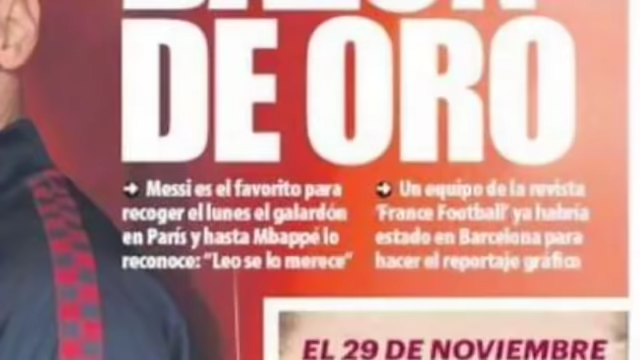 BALÓN
DE ORO
➔ Messi es el favorito para
recoger el lunes el galardón
en París y hasta Mbappé lo
reconoce: “Leo se lo merece”
➔ Un equipo de la revista
‘France Football’ ya habría
estado en Barcelona para
hacer el reportaje gráfico
EL 29 DE NOVIEMBRE